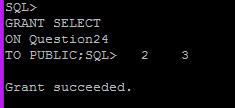 SQL>
GRANT SELECT
ON Question24
TO PUBLIC;SQL>   2    3
Grant succeeded.